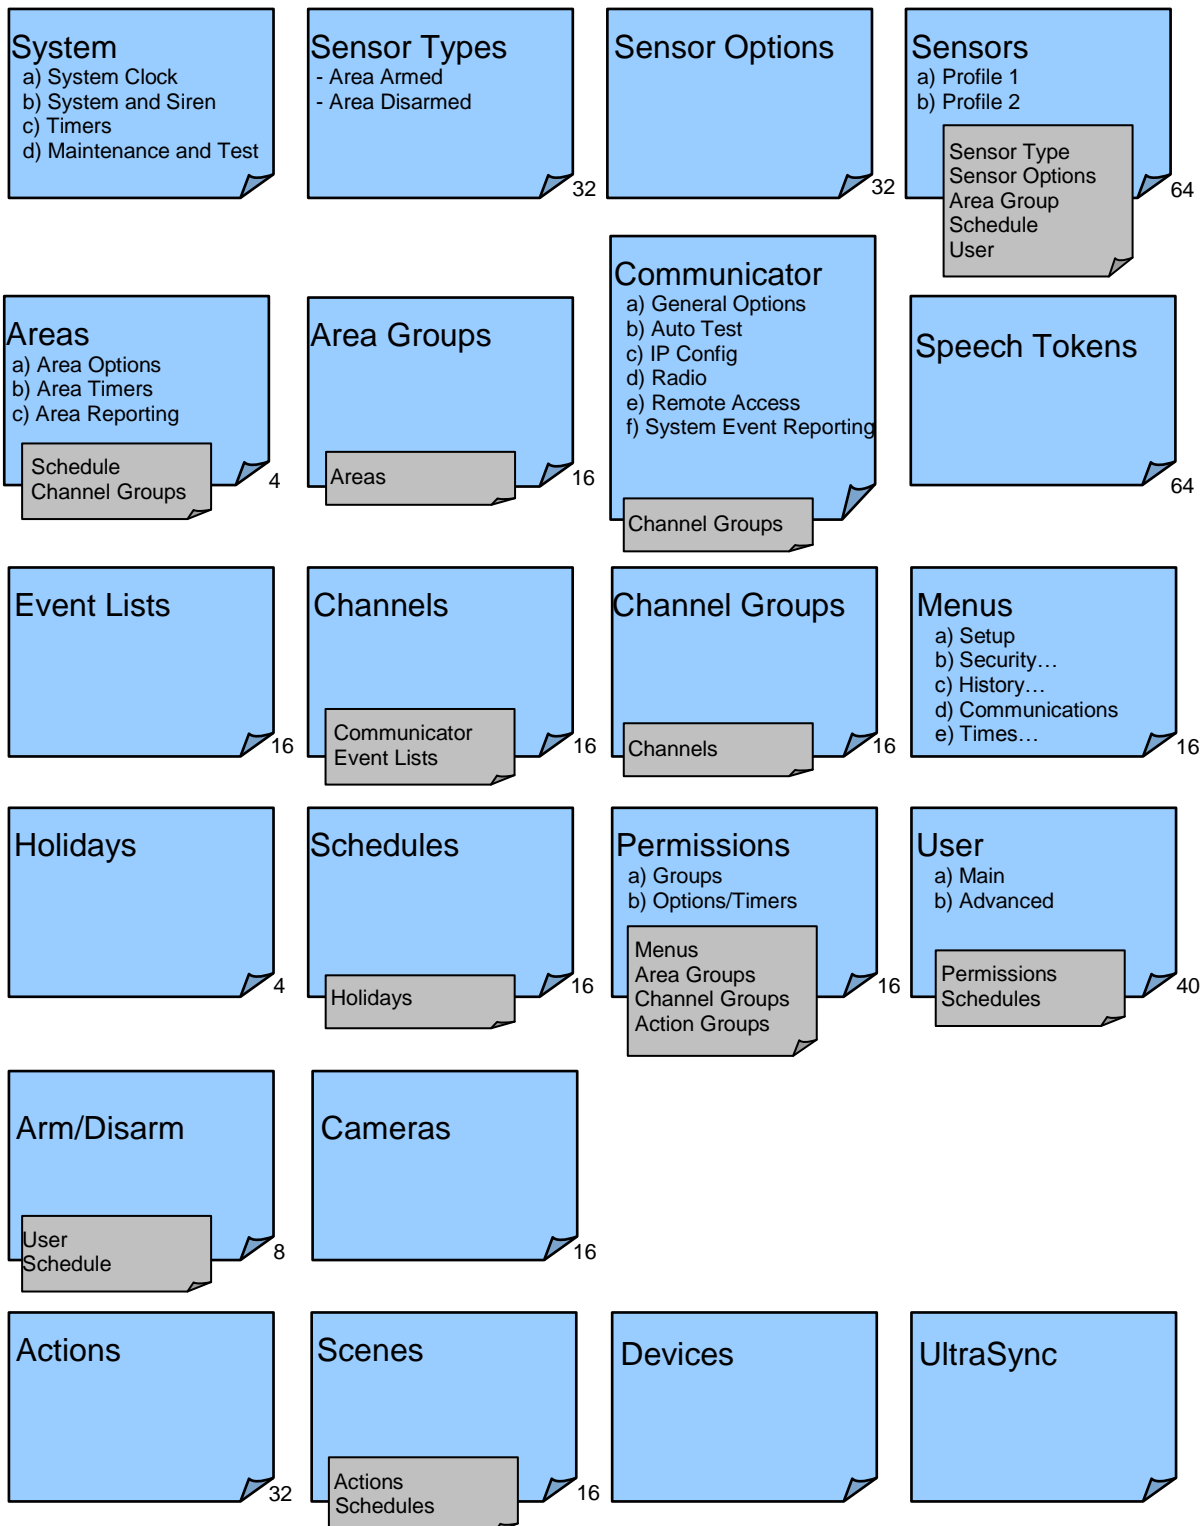 System
a) System Clock
b) System and Siren
c) Timers
d) Maintenance and Test
Sensor Types
- Area Armed
- Area Disarmed
32
Sensor Options
32
Sensors
a) Profile 1
b) Profile 2
Sensor Type
Sensor Options
Area Group
Schedule
User
64
Areas
a) Area Options
b) Area Timers
c) Area Reporting
Schedule
Channel Groups
4
Area Groups
Areas
16
Communicator
a) General Options
b) Auto Test
c) IP Config
d) Radio
e) Remote Access
f) System Event Reporting
Channel Groups
Speech Tokens
64
Event Lists
16
Channels
Communicator
Event Lists
16
Channel Groups
Channels
16
Menus
a) Setup
b) Security…
c) History…
d) Communications
e) Times…
16
Holidays
4
Schedules
Holidays
16
Permissions
a) Groups
b) Options/Timers
Menus
Area Groups
Channel Groups
Action Groups
16
User
a) Main
b) Advanced
Permissions
Schedules
40
Arm/Disarm
User
Schedule
8
Cameras
16
Actions
32
Scenes
Actions
Schedules
16
Devices
UltraSync